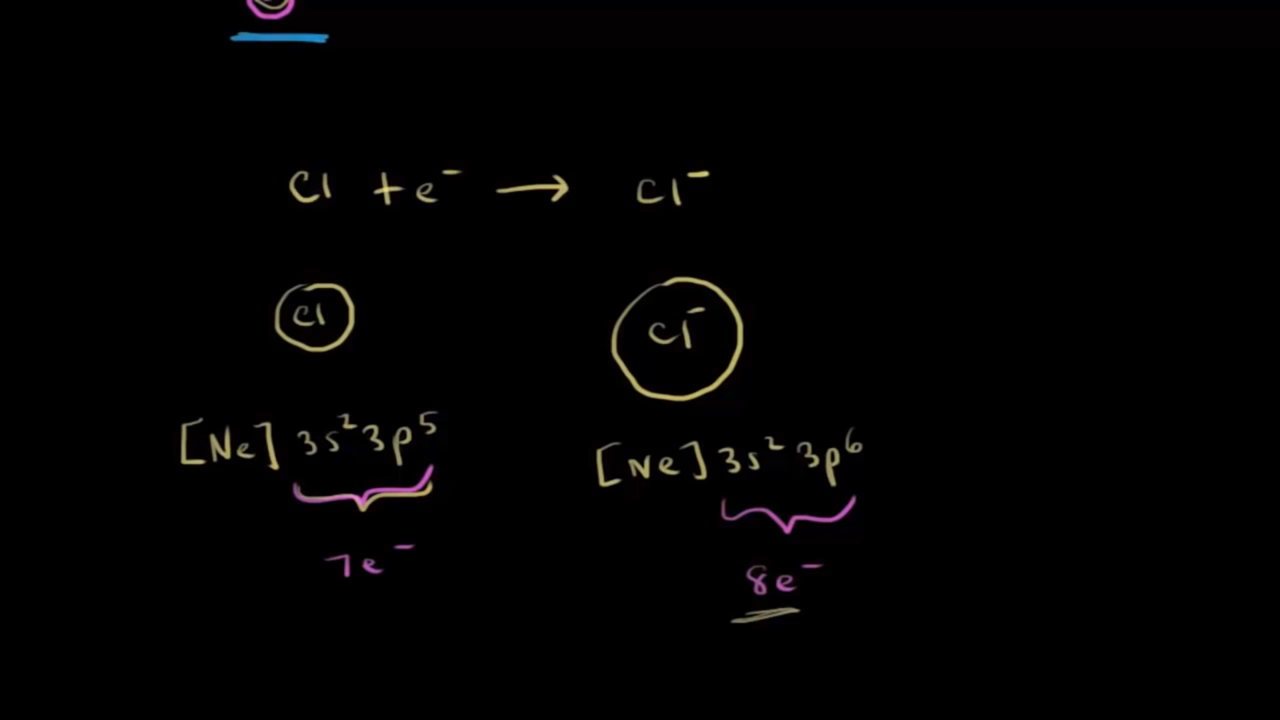 Cl + e⁻ → Cl⁻
Cl Cl⁻
[Ne] 3s² 3p⁵ [Ne] 3s² 3p⁶
7e⁻ 8e⁻